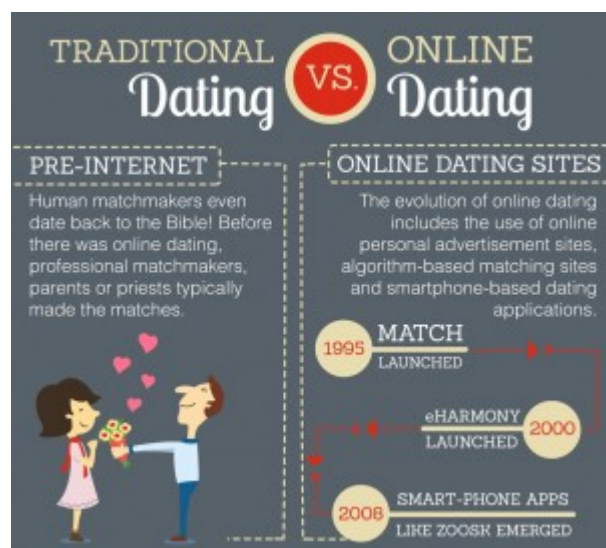 TRADITIONAL
Dating
VS.
ONLINE
Dating
PRE-INTERNET
Human matchmakers even
date back to the Bible! Before
there was online dating,
professional matchmakers,
parents or priests typically
made the matches.
ONLINE DATING SITES
The evolution of online dating
includes the use of online
personal advertisement sites,
algorithm-based matching sites
and smartphone-based dating
applications.
1995
MATCH
LAUNCHED
eHARMONY
LAUNCHED
2000
2008
SMART-PHONE APPS
LIKE ZOOSK EMERGED